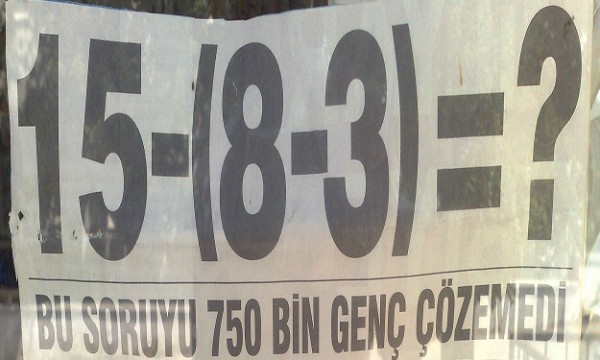 15-(8-3)=?
BU SORUYU 750 BİN GENÇ ÇÖZEMEDİ